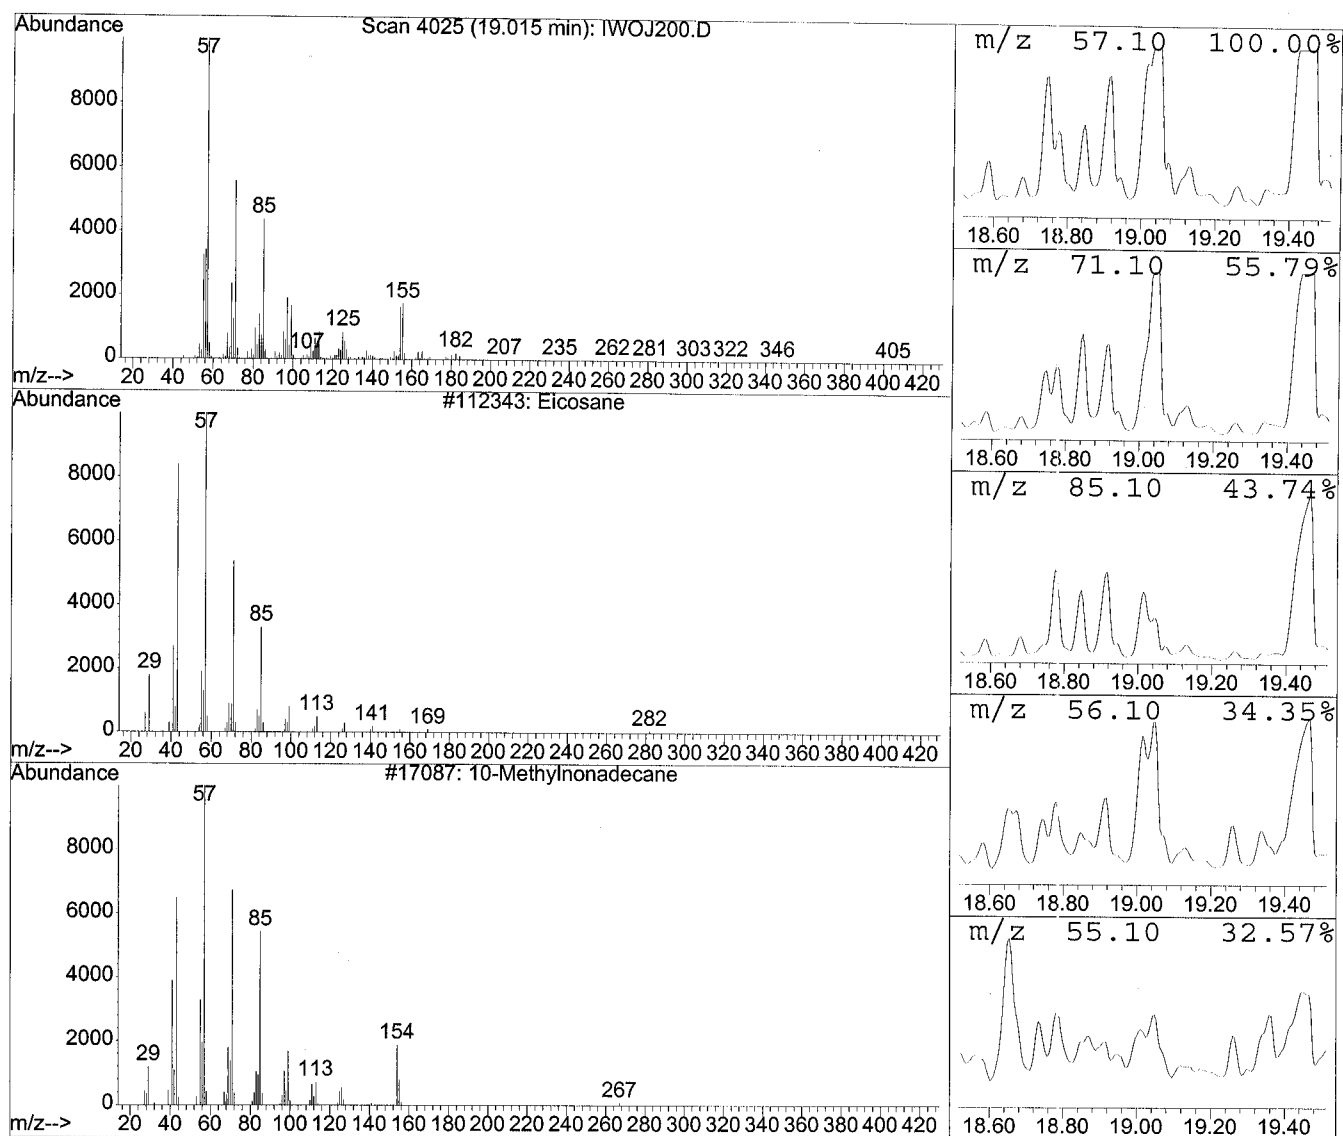 Abundance Scan 4025 (19.015 min): IWOJ200.D
57
8000
6000
4000
85
2000
155
125
107
182 207 235 262 281 303 322 346 405
0
m/z--> 20 40 60 80 100 120 140 160 180 200 220 240 260 280 300 320 340 360 380 400 420
Abundance #112343: Eicosane
57
8000
6000
4000
85
2000
29
113 141 169 282
0
m/z--> 20 40 60 80 100 120 140 160 180 200 220 240 260 280 300 320 340 360 380 400 420
Abundance #17087: 10-Methylnonadecane
57
8000
6000
85
4000
2000
154
29
113
267
0
m/z--> 20 40 60 80 100 120 140 160 180 200 220 240 260 280 300 320 340 360 380 400 420
m/z 57.10 100.00%
18.60 18.80 19.00 19.20 19.40
m/z 71.10 55.79%
18.60 18.80 19.00 19.20 19.40
m/z 85.10 43.74%
18.60 18.80 19.00 19.20 19.40
m/z 56.10 34.35%
18.60 18.80 19.00 19.20 19.40
m/z 55.10 32.57%
18.60 18.80 19.00 19.20 19.40